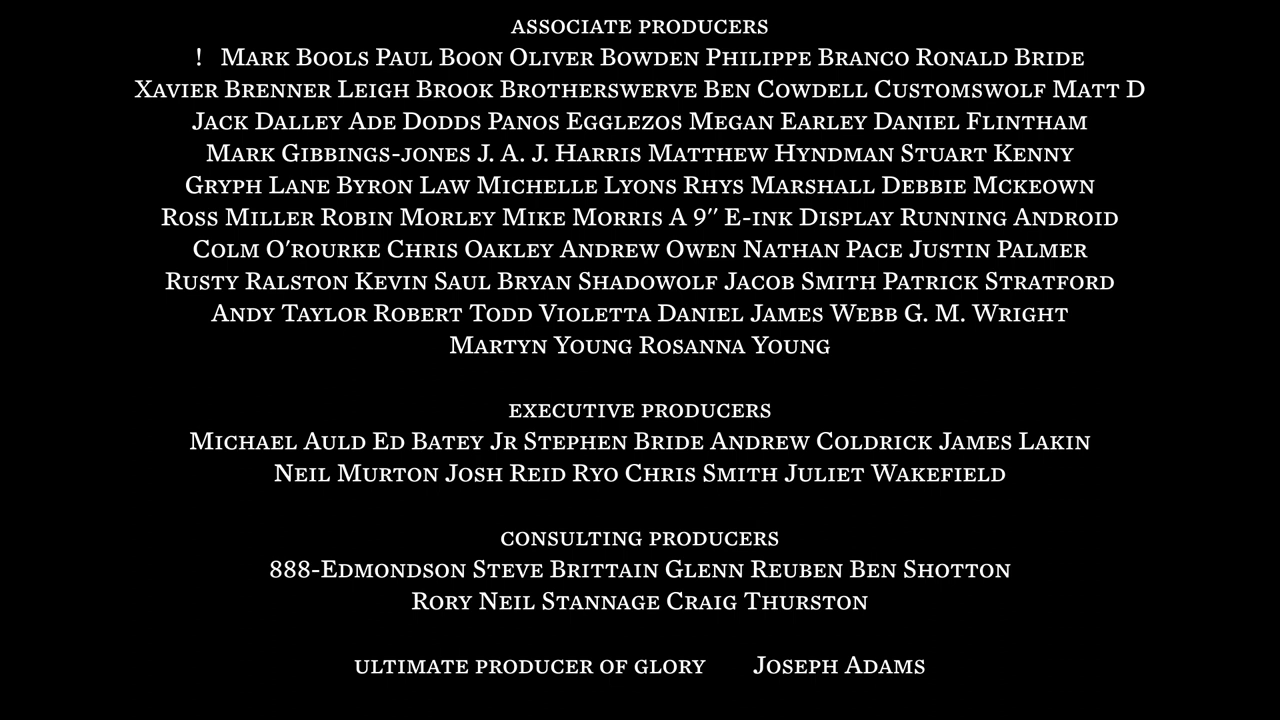 ASSOCIATE PRODUCERS
! MARK BOOLS PAUL BOON OLIVER BOWDEN PHILIPPE BRANCO RONALD BRIDE
XAVIER BRENNER LEIGH BROOK BROTHERSWERVE BEN COWDELL CUSTOMSWOLF MATT D
JACK DALLEY ADE DODDS PANOS EGGLEZOS MEGAN EARLEY DANIEL FLINTHAM
MARK GIBBINGS-JONES J. A. J. HARRIS MATTHEW HYNDMAN STUART KENNY
GRYPH LANE BYRON LAW MICHELLE LYONS RHYS MARSHALL DEBBIE MCKEOWN
ROSS MILLER ROBIN MORLEY MIKE MORRIS A 9″ E-INK DISPLAY RUNNING ANDROID
COLM O'ROURKE CHRIS OAKLEY ANDREW OWEN NATHAN PACE JUSTIN PALMER
RUSTY RALSTON KEVIN SAUL BRYAN SHADOWOLF JACOB SMITH PATRICK STRATFORD
ANDY TAYLOR ROBERT TODD VIOLETTA DANIEL JAMES WEBB G. M. WRIGHT
MARTYN YOUNG ROSANNA YOUNG
EXECUTIVE PRODUCERS
MICHAEL AULD ED BATEY JR STEPHEN BRIDE ANDREW COLDRICK JAMES LAKIN
NEIL MURTON JOSH REID RYO CHRIS SMITH JULIET WAKEFIELD
CONSULTING PRODUCERS
888-EDMONDSON STEVE BRITTAIN GLENN REUBEN BEN SHOTTON
RORY NEIL STANNAGE CRAIG THURSTON
ULTIMATE PRODUCER OF GLORY JOSEPH ADAMS